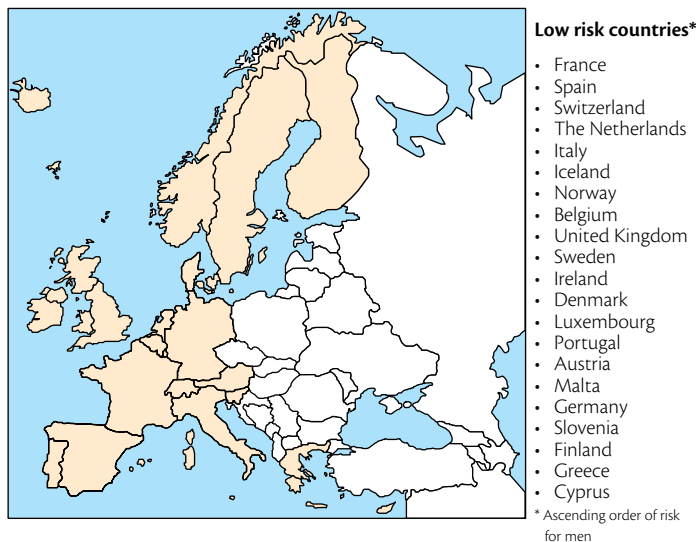 Low risk countries*
• France
• Spain
• Switzerland
• The Netherlands
• Italy
• Iceland
• Norway
• Belgium
• United Kingdom
• Sweden
• Ireland
• Denmark
• Luxembourg
• Portugal
• Austria
• Malta
• Germany
• Slovenia
• Finland
• Greece
• Cyprus
* Ascending order of risk
for men